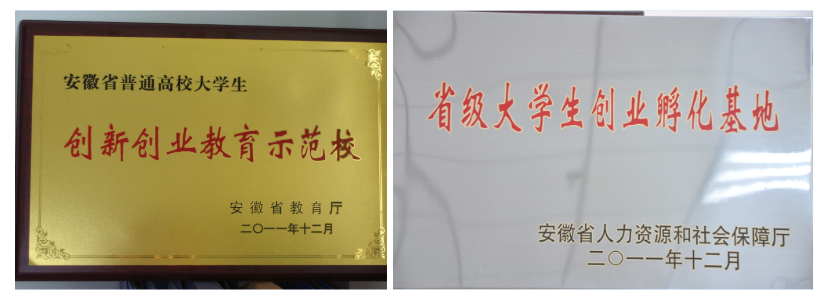 安徽省普通高校大学生
创新创业教育示范校
安徽省教育厅
二〇一一年十二月
省级大学生创业孵化基地
安徽省人力资源和社会保障厅
二〇一一年十二月